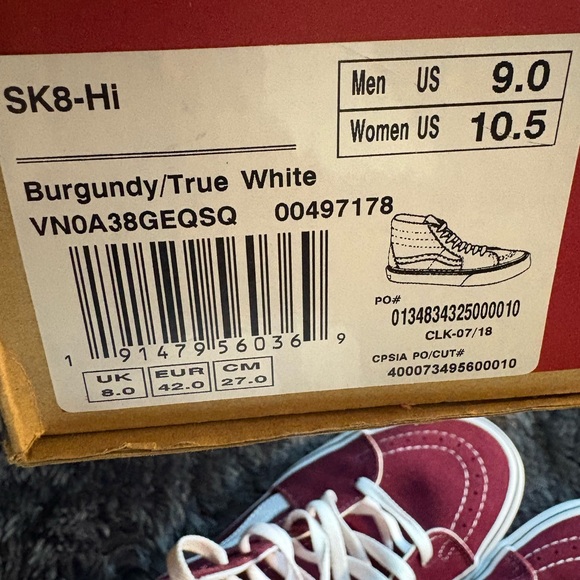 SK8-Hi
Men US 9.0
Women US 10.5
Burgundy/True White
VN0A38GEQSQ 00497178
1 91479 56036 9
PO#
0134834325000010
CLK-07/18
CPSIA PO/CUT#
400073495600010
UK 8.0
EUR 42.0
CM 27.0